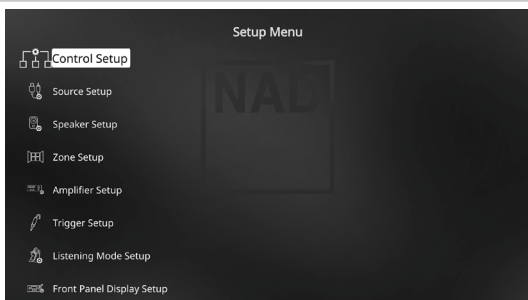 Setup Menu
Control Setup
Source Setup
Speaker Setup
Zone Setup
Amplifier Setup
Trigger Setup
Listening Mode Setup
Front Panel Display Setup
NAD